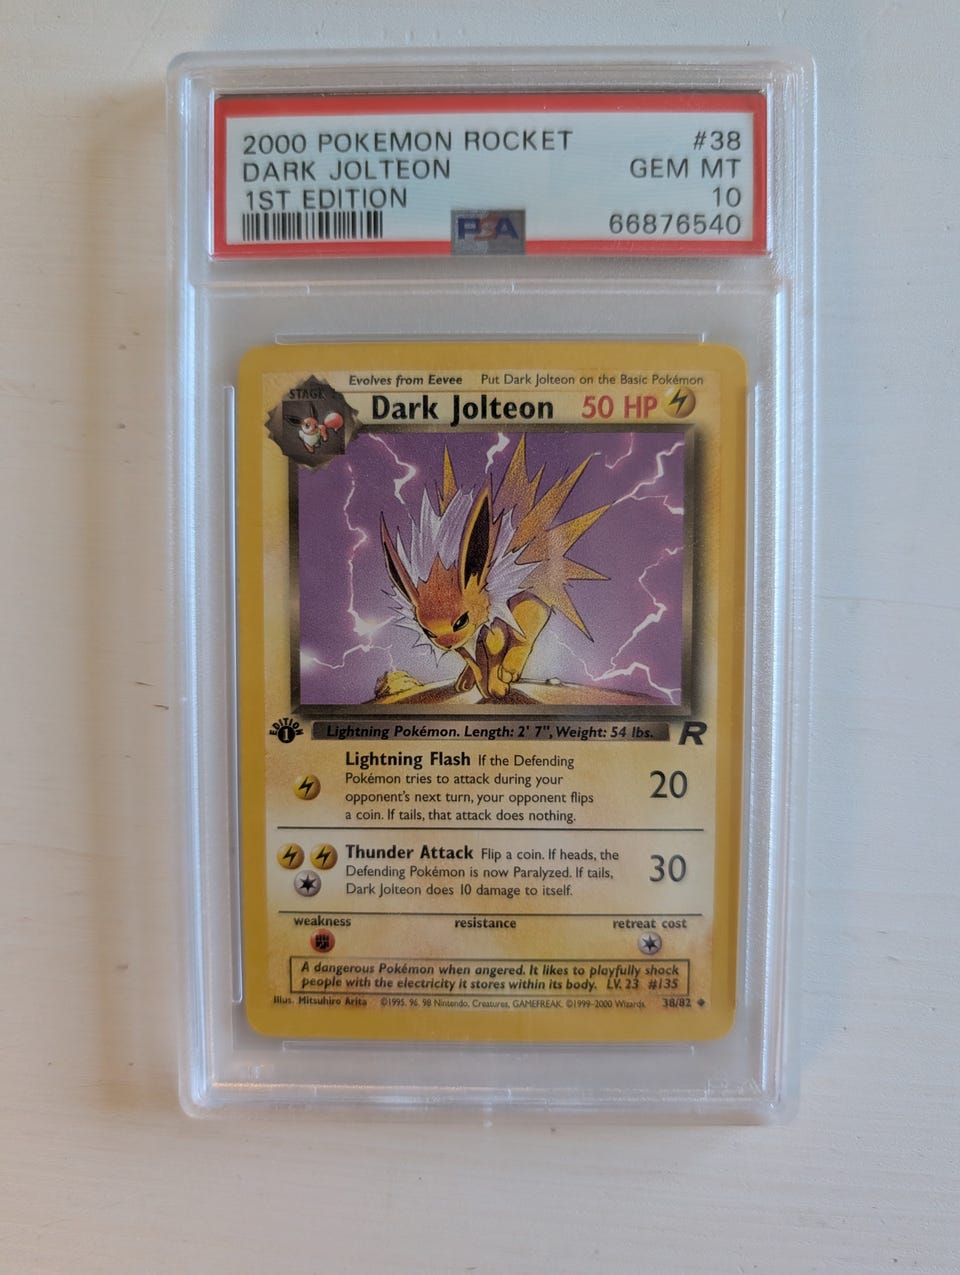 2000 POKEMON ROCKET #38
DARK JOLTEON GEM MT
1ST EDITION 10
PSA 66876540
Evolves from Eevee Put Dark Jolteon on the Basic Pokémon
STAGE 1
Dark Jolteon 50 HP
EDITION 1
Lightning Pokémon. Length: 2' 7", Weight: 54 lbs. R
Lightning Flash If the Defending
Pokémon tries to attack during your
opponent's next turn, your opponent flips
a coin. If tails, that attack does nothing.
20
Thunder Attack Flip a coin. If heads, the
Defending Pokémon is now Paralyzed. If tails,
Dark Jolteon does 10 damage to itself.
30
weakness resistance retreat cost
A dangerous Pokémon when angered. It likes to playfully shock
people with the electricity it stores within its body. LV. 23 #135
Illus. Mitsuhiro Arita ©1995, 96, 98 Nintendo, Creatures, GAMEFREAK. ©1999-2000 Wizards. 38/82